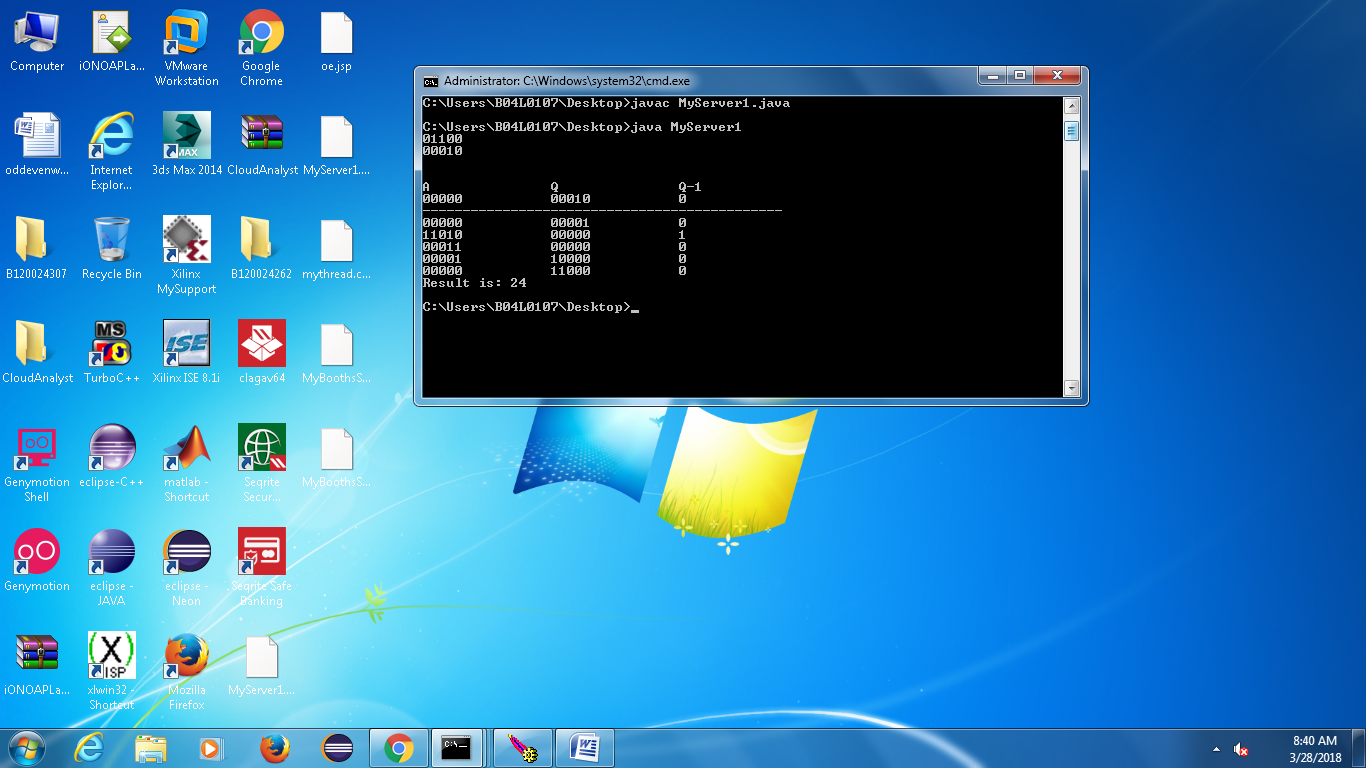 Computer
iONOAPLa...
VMware Workstation
Google Chrome
oe.jsp
oddevenw...
Internet Explor...
3ds Max 2014
CloudAnalyst
MyServer1....
B120024307
Recycle Bin
Xilinx MySupport
B120024262
mythread.c...
CloudAnalyst
TurboC++
Xilinx ISE 8.1i
clagav64
MyBoothsS...
Genymotion Shell
eclipse-C++
matlab - Shortcut
Seqrite Secur...
MyBoothsS...
Genymotion
eclipse - JAVA
eclipse - Neon
Seqrite Safe Banking
iONOAPLa...
xlwin32 - Shortcut
Mozilla Firefox
MyServer1....
Administrator: C:\Windows\system32\cmd.exe
C:\Users\B04L0107\Desktop>javac MyServer1.java
C:\Users\B04L0107\Desktop>java MyServer1
01100
00010
A Q Q-1
00000 00010 0
---------------------------------------------
00000 00001 0
11010 00000 1
00011 00000 0
00001 10000 0
00000 11000 0
Result is: 24
C:\Users\B04L0107\Desktop>_
8:40 AM
3/28/2018